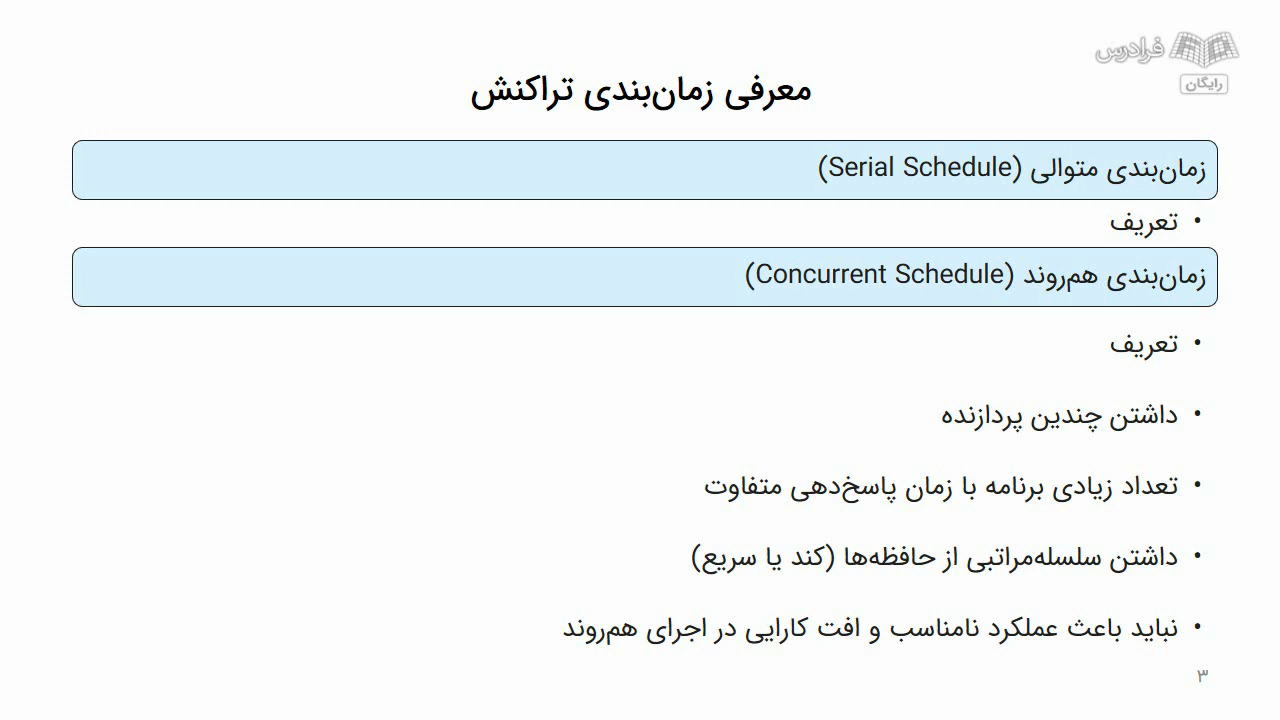 فرادرس
رایگان
معرفی زمان‌بندی تراکنش
زمان‌بندی متوالی (Serial Schedule)
• تعریف
زمان‌بندی هم‌روند (Concurrent Schedule)
• تعریف
• داشتن چندین پردازنده
• تعداد زیادی برنامه با زمان پاسخ‌دهی متفاوت
• داشتن سلسله‌مراتبی از حافظه‌ها (کند یا سریع)
• نباید باعث عملکرد نامناسب و افت کارایی در اجرای هم‌روند
۳